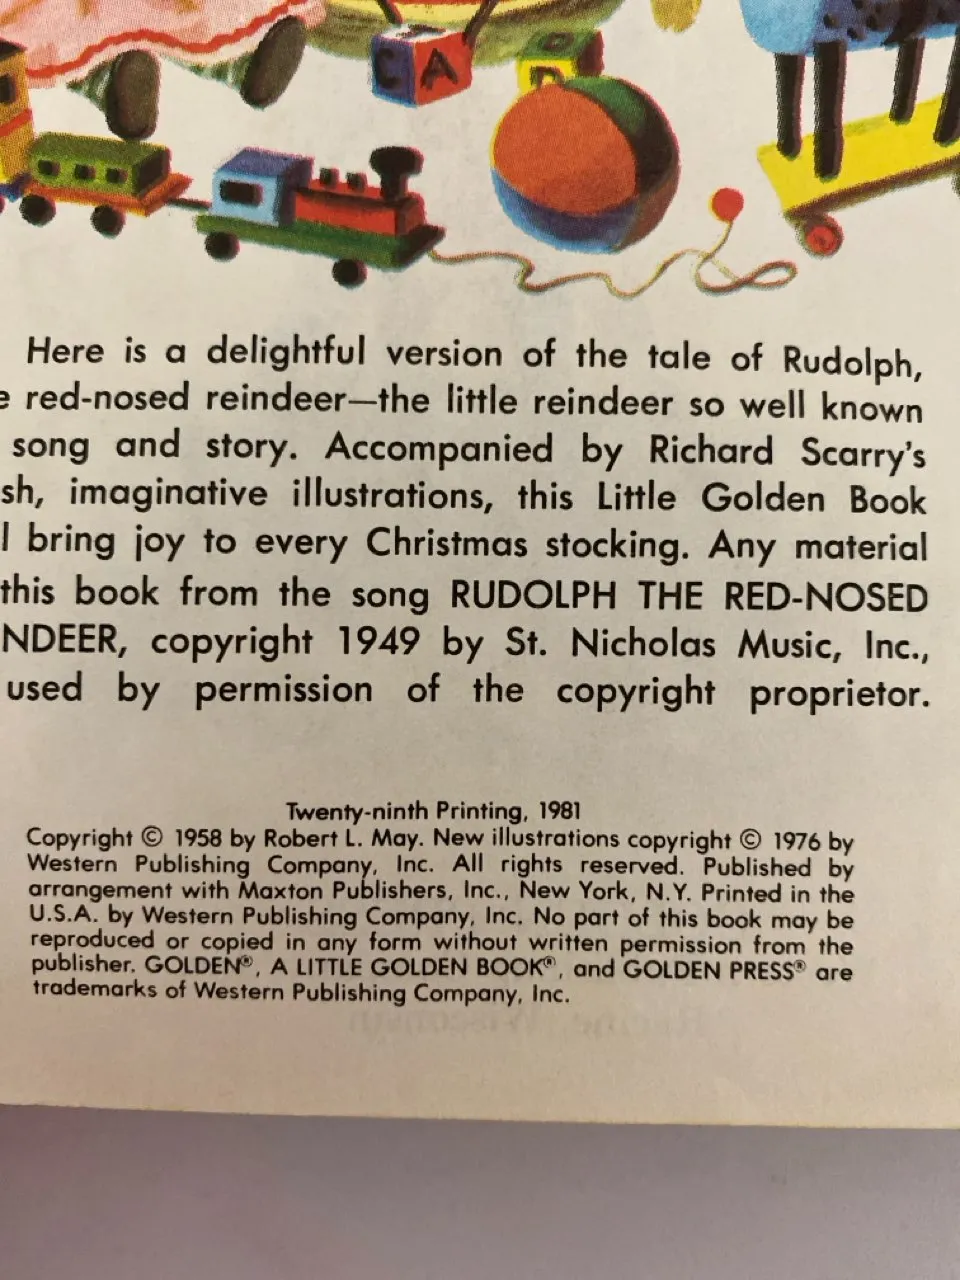 C A
D
Here is a delightful version of the tale of Rudolph,
e red-nosed reindeer—the little reindeer so well known
song and story. Accompanied by Richard Scarry's
sh, imaginative illustrations, this Little Golden Book
l bring joy to every Christmas stocking. Any material
this book from the song RUDOLPH THE RED-NOSED
NDEER, copyright 1949 by St. Nicholas Music, Inc.,
used by permission of the copyright proprietor.
Twenty-ninth Printing, 1981
Copyright © 1958 by Robert L. May. New illustrations copyright © 1976 by
Western Publishing Company, Inc. All rights reserved. Published by
arrangement with Maxton Publishers, Inc., New York, N.Y. Printed in the
U.S.A. by Western Publishing Company, Inc. No part of this book may be
reproduced or copied in any form without written permission from the
publisher. GOLDEN®, A LITTLE GOLDEN BOOK®, and GOLDEN PRESS® are
trademarks of Western Publishing Company, Inc.